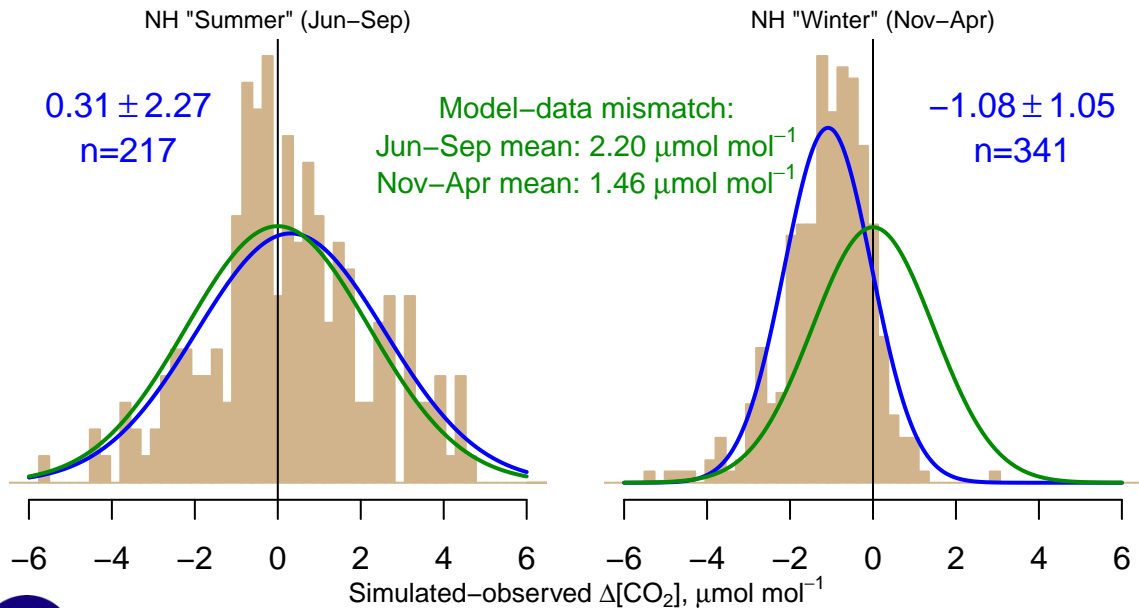 NH "Summer" (Jun−Sep)
NH "Winter" (Nov−Apr)
0.31 ± 2.27
n=217
Model−data mismatch:
Jun−Sep mean: 2.20 μmol mol⁻¹
Nov−Apr mean: 1.46 μmol mol⁻¹
−1.08 ± 1.05
n=341
−6 −4 −2 0 2 4 6
−6 −4 −2 0 2 4 6
Simulated−observed Δ[CO₂], μmol mol⁻¹